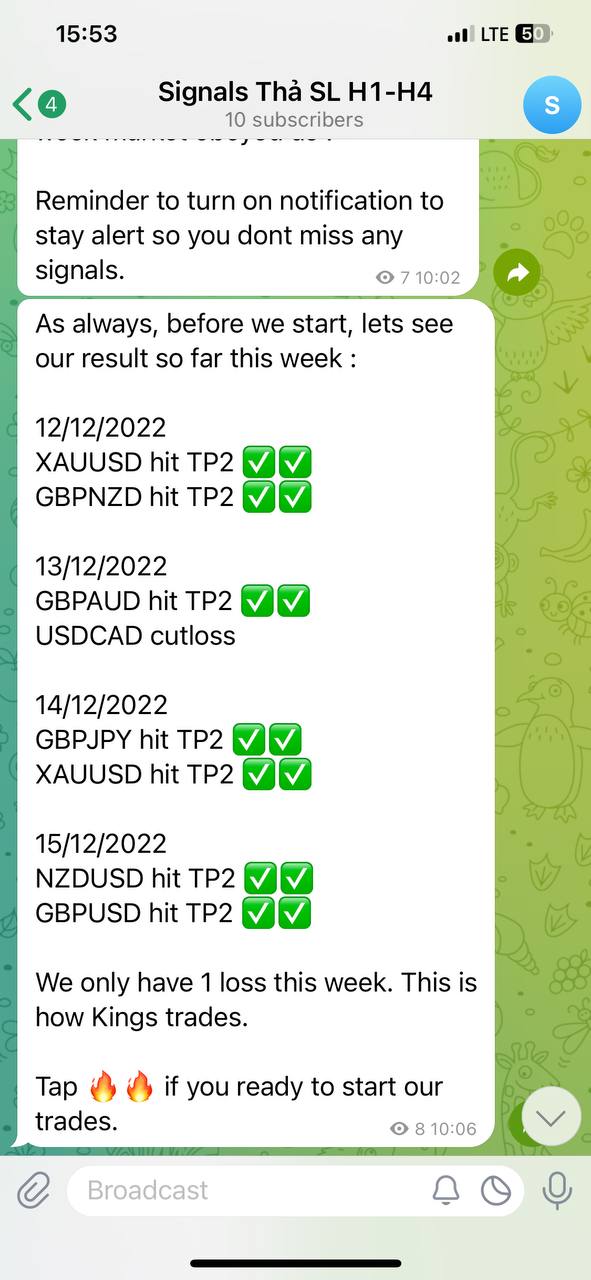 15:53
LTE 50
4
Signals Thả SL H1-H4
10 subscribers
S
Reminder to turn on notification to
stay alert so you dont miss any
signals.
7 10:02
As always, before we start, lets see
our result so far this week :
12/12/2022
XAUUSD hit TP2 ✅✅
GBPNZD hit TP2 ✅✅
13/12/2022
GBPAUD hit TP2 ✅✅
USDCAD cutloss
14/12/2022
GBPJPY hit TP2 ✅✅
XAUUSD hit TP2 ✅✅
15/12/2022
NZDUSD hit TP2 ✅✅
GBPUSD hit TP2 ✅✅
We only have 1 loss this week. This is
how Kings trades.
Tap 🔥🔥 if you ready to start our
trades.
8 10:06
Broadcast